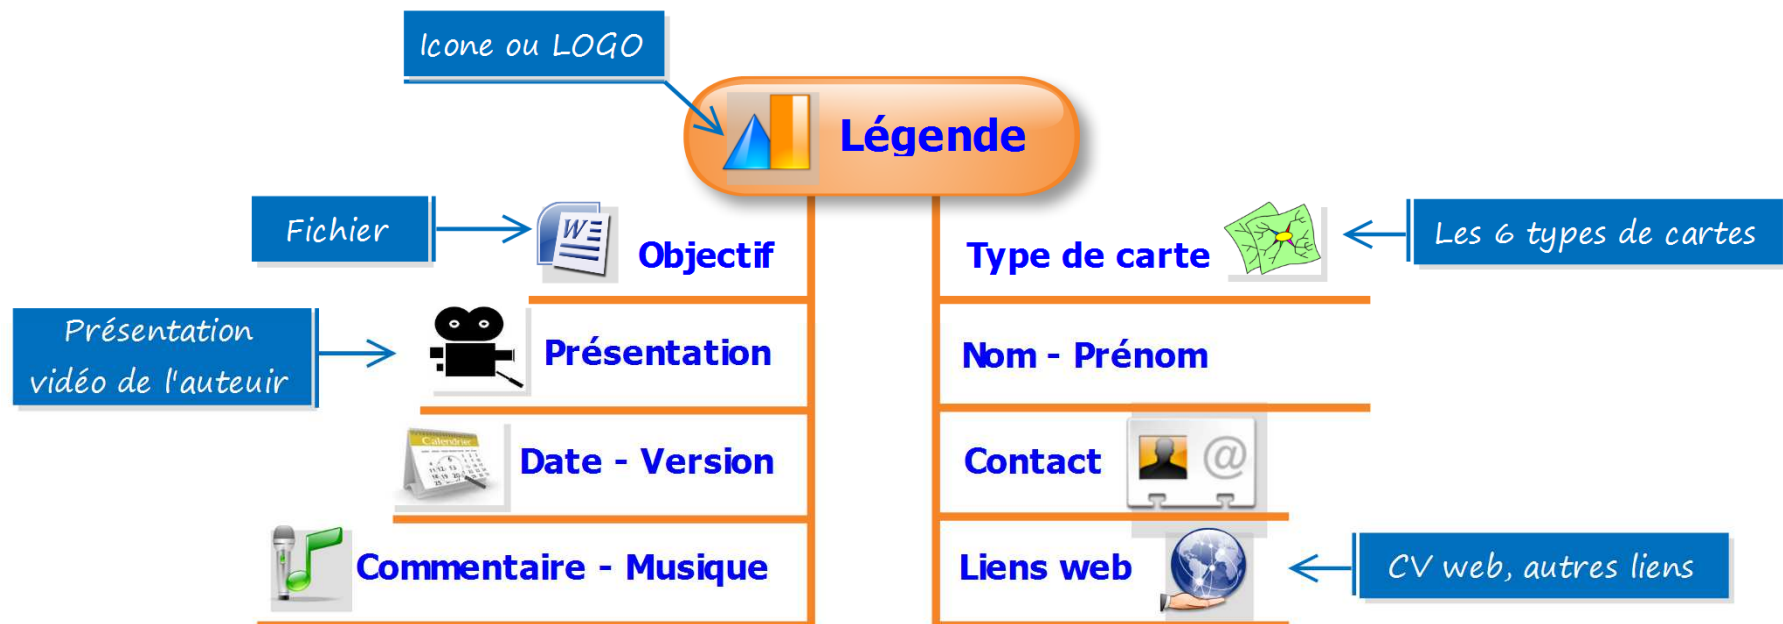 Icone ou LOGO
Légende
Fichier
Objectif
Type de carte
Les 6 types de cartes
Présentation
vidéo de l'auteuir
Présentation
Nom - Prénom
Calendrier
Date - Version
Contact
@
Commentaire - Musique
Liens web
CV web, autres liens